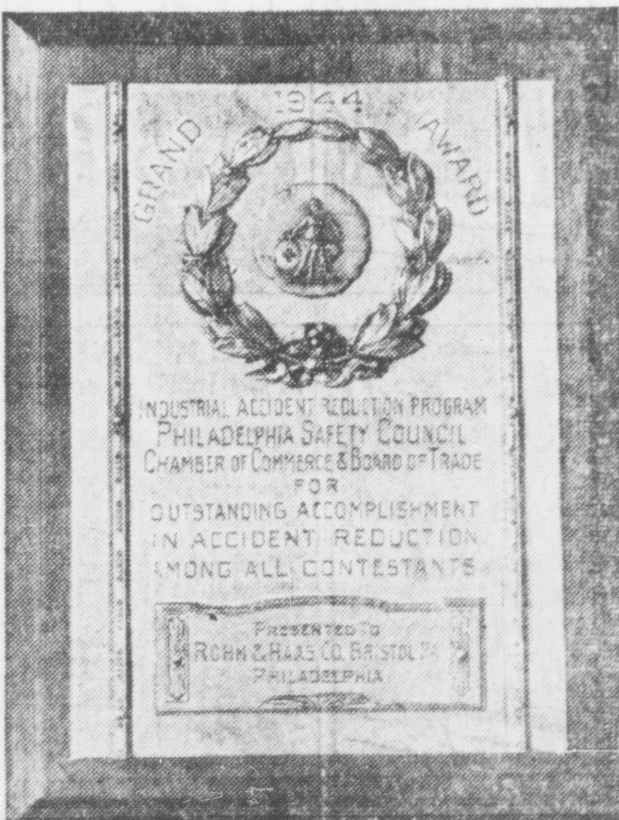 1944
GRAND AWARD
INDUSTRIAL ACCIDENT REDUCTION PROGRAM
PHILADELPHIA SAFETY COUNCIL
CHAMBER OF COMMERCE & BOARD OF TRADE
FOR
OUTSTANDING ACCOMPLISHMENT
IN ACCIDENT REDUCTION
AMONG ALL CONTESTANTS
PRESENTED TO
ROHM & HAAS CO. BRISTOL PA.
PHILADELPHIA